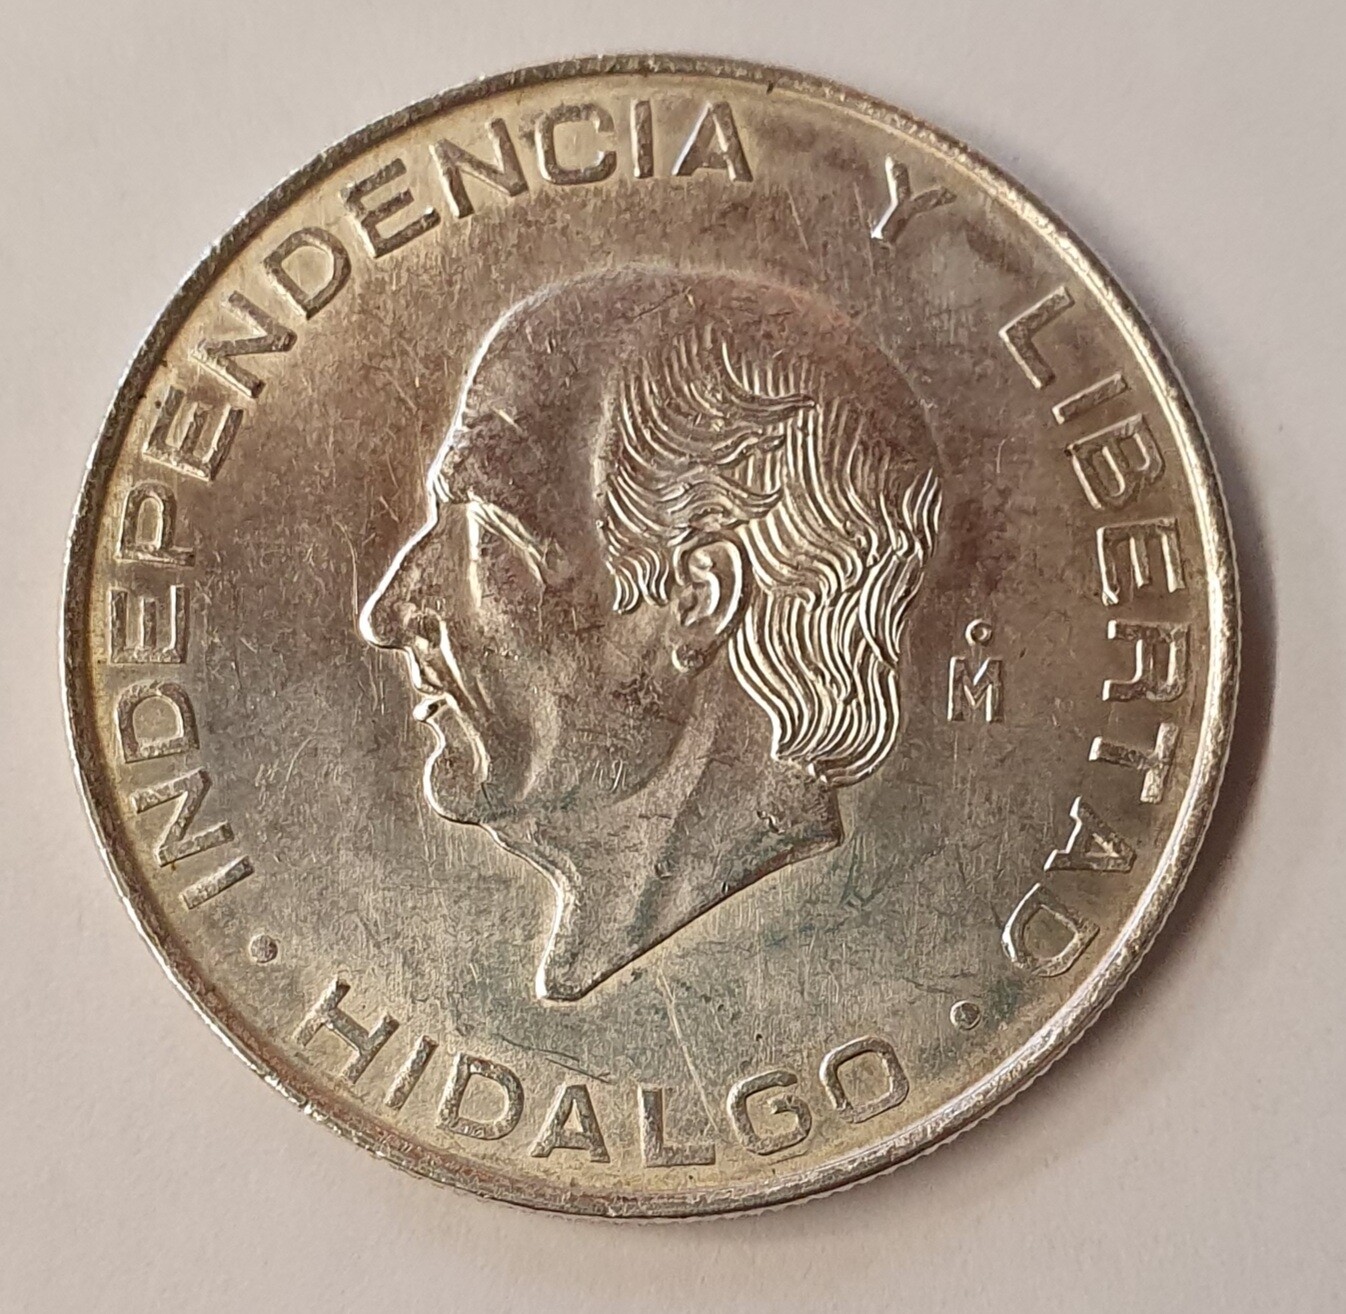 · INDEPENDENCIA Y LIBERTAD ·
HIDALGO
M°